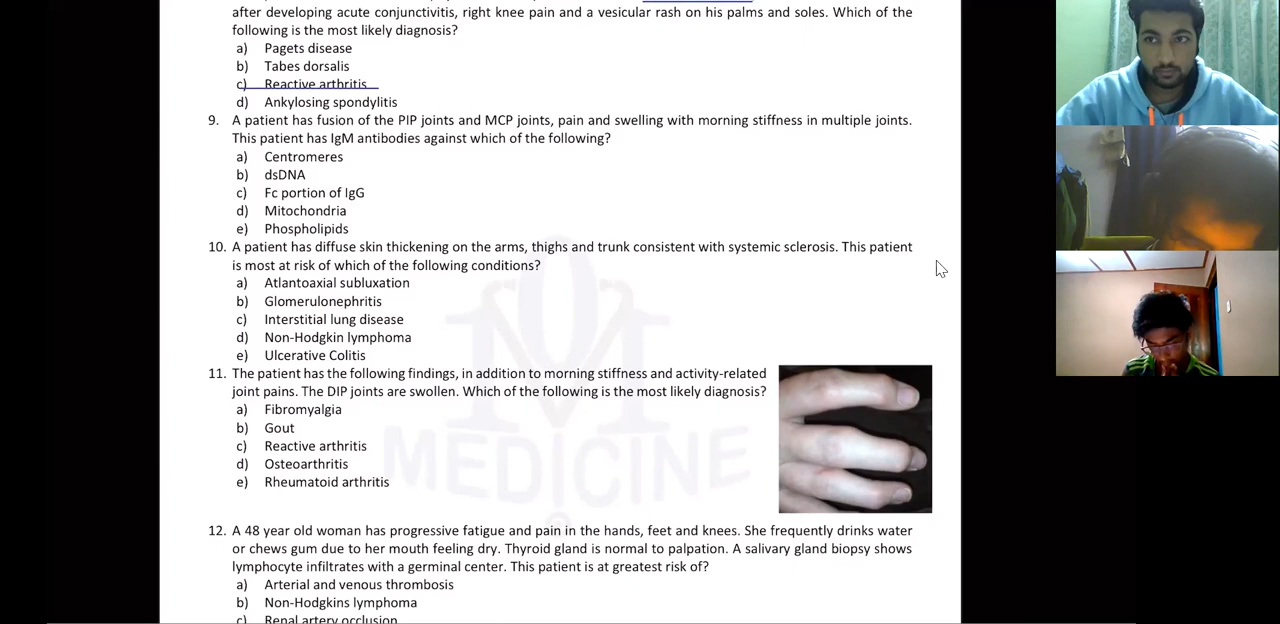 after developing acute conjunctivitis, right knee pain and a vesicular rash on his palms and soles. Which of the
following is the most likely diagnosis?
a) Pagets disease
b) Tabes dorsalis
c) Reactive arthritis
d) Ankylosing spondylitis
9. A patient has fusion of the PIP joints and MCP joints, pain and swelling with morning stiffness in multiple joints.
This patient has IgM antibodies against which of the following?
a) Centromeres
b) dsDNA
c) Fc portion of IgG
d) Mitochondria
e) Phospholipids
10. A patient has diffuse skin thickening on the arms, thighs and trunk consistent with systemic sclerosis. This patient
is most at risk of which of the following conditions?
a) Atlantoaxial subluxation
b) Glomerulonephritis
c) Interstitial lung disease
d) Non-Hodgkin lymphoma
e) Ulcerative Colitis
11. The patient has the following findings, in addition to morning stiffness and activity-related
joint pains. The DIP joints are swollen. Which of the following is the most likely diagnosis?
a) Fibromyalgia
b) Gout
c) Reactive arthritis
d) Osteoarthritis
e) Rheumatoid arthritis
MEDICINE
12. A 48 year old woman has progressive fatigue and pain in the hands, feet and knees. She frequently drinks water
or chews gum due to her mouth feeling dry. Thyroid gland is normal to palpation. A salivary gland biopsy shows
lymphocyte infiltrates with a germinal center. This patient is at greatest risk of?
a) Arterial and venous thrombosis
b) Non-Hodgkins lymphoma
c) Renal artery occlusion